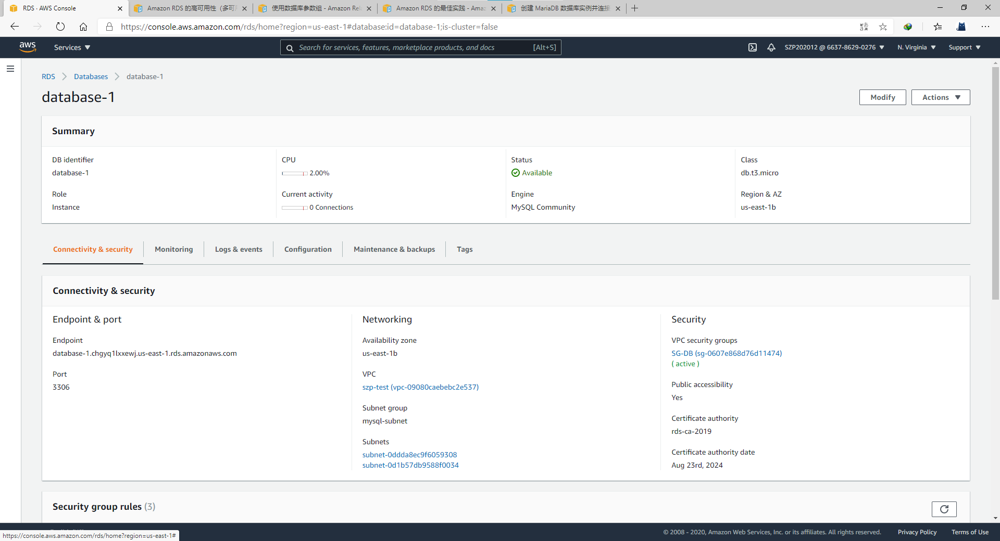 RDS · AWS Console
Amazon RDS 的高可用性（多可用
使用数据库参数组 - Amazon Rel
Amazon RDS 的最佳实践 - Amaz
创建 MariaDB 数据库实例并连接
https://console.aws.amazon.com/rds/home?region=us-east-1#database:id=database-1;is-cluster=false
aws
Services
Search for services, features, marketplace products, and docs
[Alt+S]
SZP202012 @ 6637-8629-0276
N. Virginia
Support
RDS
Databases
database-1
database-1
Modify
Actions
Summary
DB identifier
database-1
CPU
2.00%
Status
Available
Class
db.t3.micro
Role
Instance
Current activity
0 Connections
Engine
MySQL Community
Region & AZ
us-east-1b
Connectivity & security
Monitoring
Logs & events
Configuration
Maintenance & backups
Tags
Connectivity & security
Endpoint & port
Endpoint
database-1.chgyq1lxxewj.us-east-1.rds.amazonaws.com
Port
3306
Networking
Availability zone
us-east-1b
VPC
szp-test (vpc-09080caebebc2e537)
Subnet group
mysql-subnet
Subnets
subnet-0ddda8ec9f6059308
subnet-0d1b57db9588f0034
Security
VPC security groups
SG-DB (sg-0607e868d76d11474)
( active )
Public accessibility
Yes
Certificate authority
rds-ca-2019
Certificate authority date
Aug 23rd, 2024
Security group rules (3)
https://console.aws.amazon.com/rds/home?region=us-east-1#
© 2008 - 2020, Amazon Web Services, Inc. or its affiliates. All rights reserved.
Privacy Policy
Terms of Use